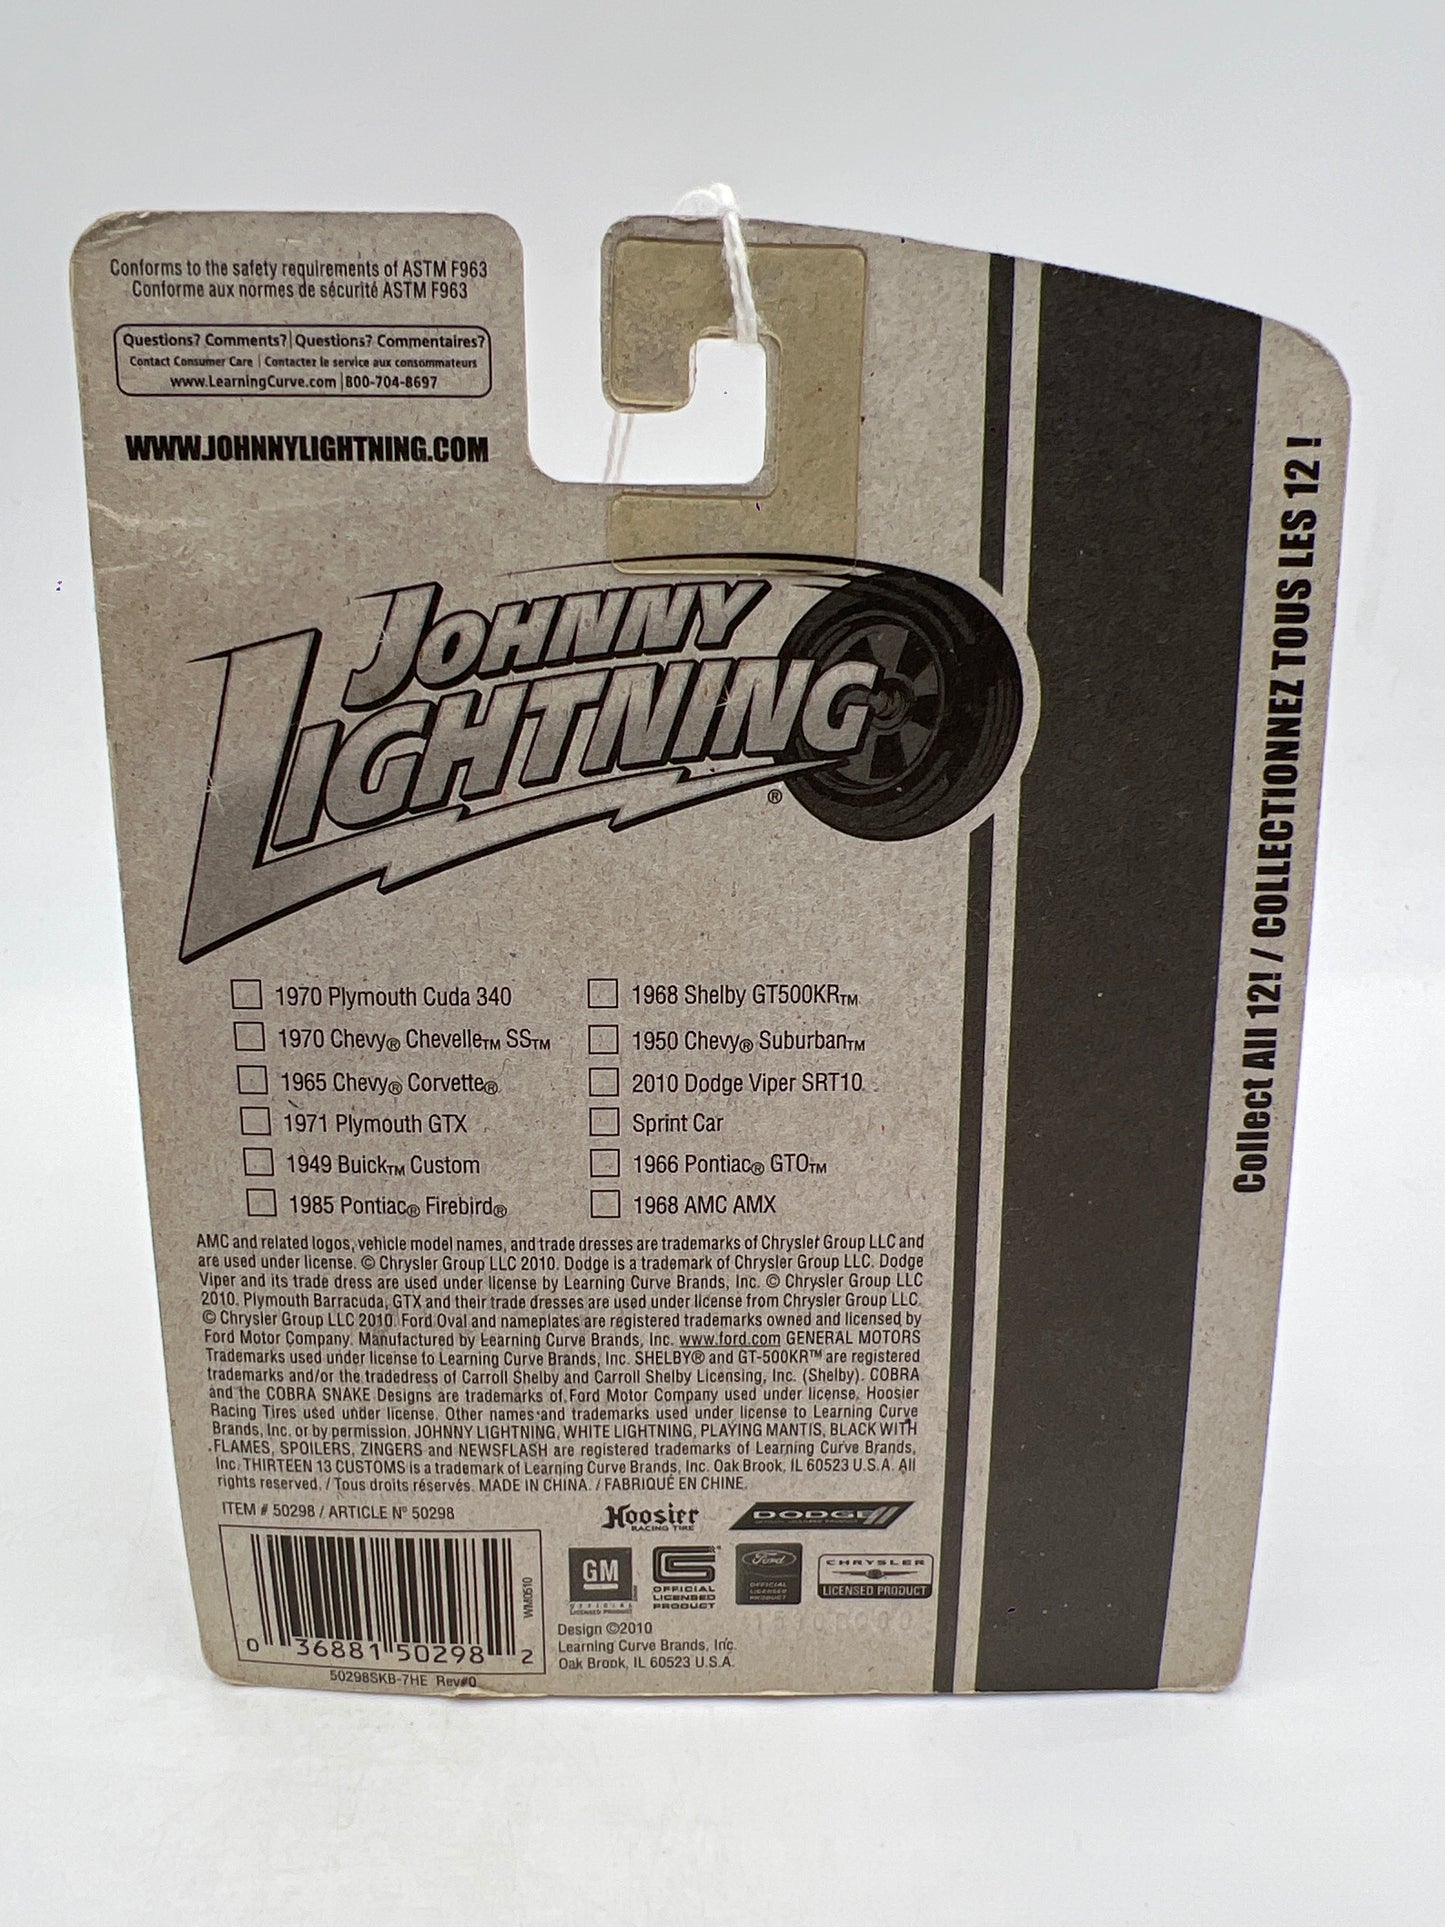 Conforms to the safety requirements of ASTM F963
Conforme aux normes de sécurité ASTM F963
Questions? Comments? | Questions? Commentaires?
Contact Consumer Care | Contactez le service aux consommateurs
www.LearningCurve.com | 800-704-8697
WWW.JOHNNYLIGHTNING.COM
JOHNNY
LIGHTNING®
Collect All 12! / COLLECTIONNEZ TOUS LES 12 !
1970 Plymouth Cuda 340
1970 Chevy® Chevelle™ SS™
1965 Chevy® Corvette®
1971 Plymouth GTX
1949 Buick™ Custom
1985 Pontiac® Firebird®
1968 Shelby GT500KR™
1950 Chevy® Suburban™
2010 Dodge Viper SRT10
Sprint Car
1966 Pontiac® GTO™
1968 AMC AMX
AMC and related logos, vehicle model names, and trade dresses are trademarks of Chrysler Group LLC and
are used under license. © Chrysler Group LLC 2010. Dodge is a trademark of Chrysler Group LLC. Dodge
Viper and its trade dress are used under license by Learning Curve Brands, Inc. © Chrysler Group LLC
2010. Plymouth Barracuda, GTX and their trade dresses are used under license from Chrysler Group LLC.
© Chrysler Group LLC 2010. Ford Oval and nameplates are registered trademarks owned and licensed by
Ford Motor Company. Manufactured by Learning Curve Brands, Inc. www.ford.com GENERAL MOTORS
Trademarks used under license to Learning Curve Brands, Inc. SHELBY® and GT-500KR™ are registered
trademarks and/or the tradedress of Carroll Shelby and Carroll Shelby Licensing, Inc. (Shelby). COBRA
and the COBRA SNAKE Designs are trademarks of Ford Motor Company used under license. Hoosier
Racing Tires used under license. Other names and trademarks used under license to Learning Curve
Brands, Inc. or by permission. JOHNNY LIGHTNING, WHITE LIGHTNING, PLAYING MANTIS, BLACK WITH
FLAMES, SPOILERS, ZINGERS and NEWSFLASH are registered trademarks of Learning Curve Brands,
Inc. THIRTEEN 13 CUSTOMS is a trademark of Learning Curve Brands, Inc. Oak Brook, IL 60523 U.S.A. All
rights reserved. / Tous droits réservés. MADE IN CHINA. / FABRIQUÉ EN CHINE.
ITEM # 50298 / ARTICLE Nº 50298
WM0510
0 36881 50298 2
50298SKB-7HE Rev#0
Hoosier
RACING TIRE
DODGE
GM
OFFICIAL
LICENSED PRODUCT
OFFICIAL
LICENSED
PRODUCT
Ford
OFFICIAL
LICENSED
PRODUCT
CHRYSLER
LICENSED PRODUCT
Design ©2010
Learning Curve Brands, Inc.
Oak Brook, IL 60523 U.S.A.